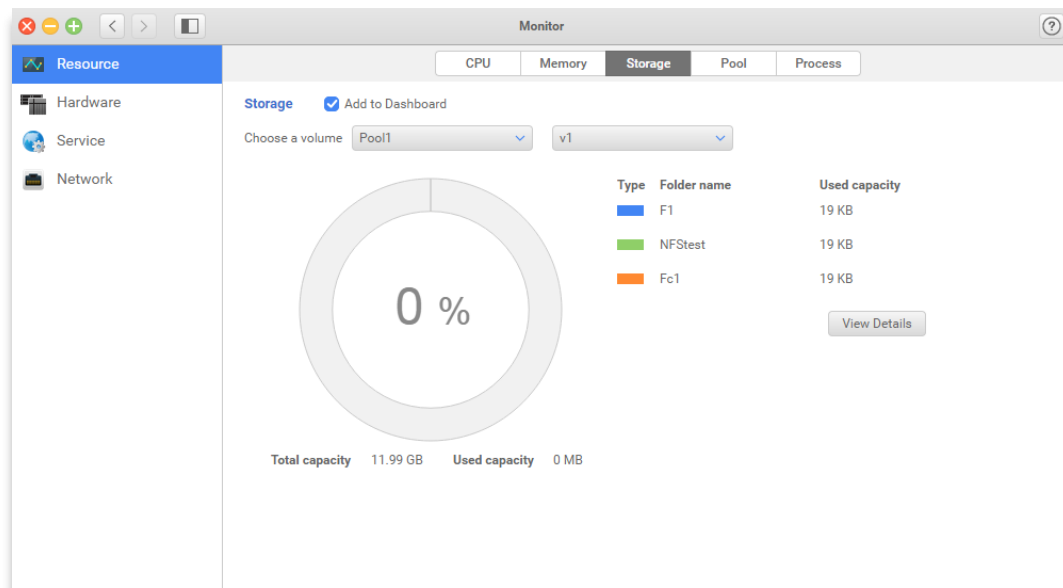 Monitor
?
Resource
Hardware
Service
Network
CPU Memory Storage Pool Process
Storage Add to Dashboard
Choose a volume Pool1 v1
0 %
Total capacity 11.99 GB Used capacity 0 MB
Type Folder name Used capacity
F1 19 KB
NFStest 19 KB
Fc1 19 KB
View Details